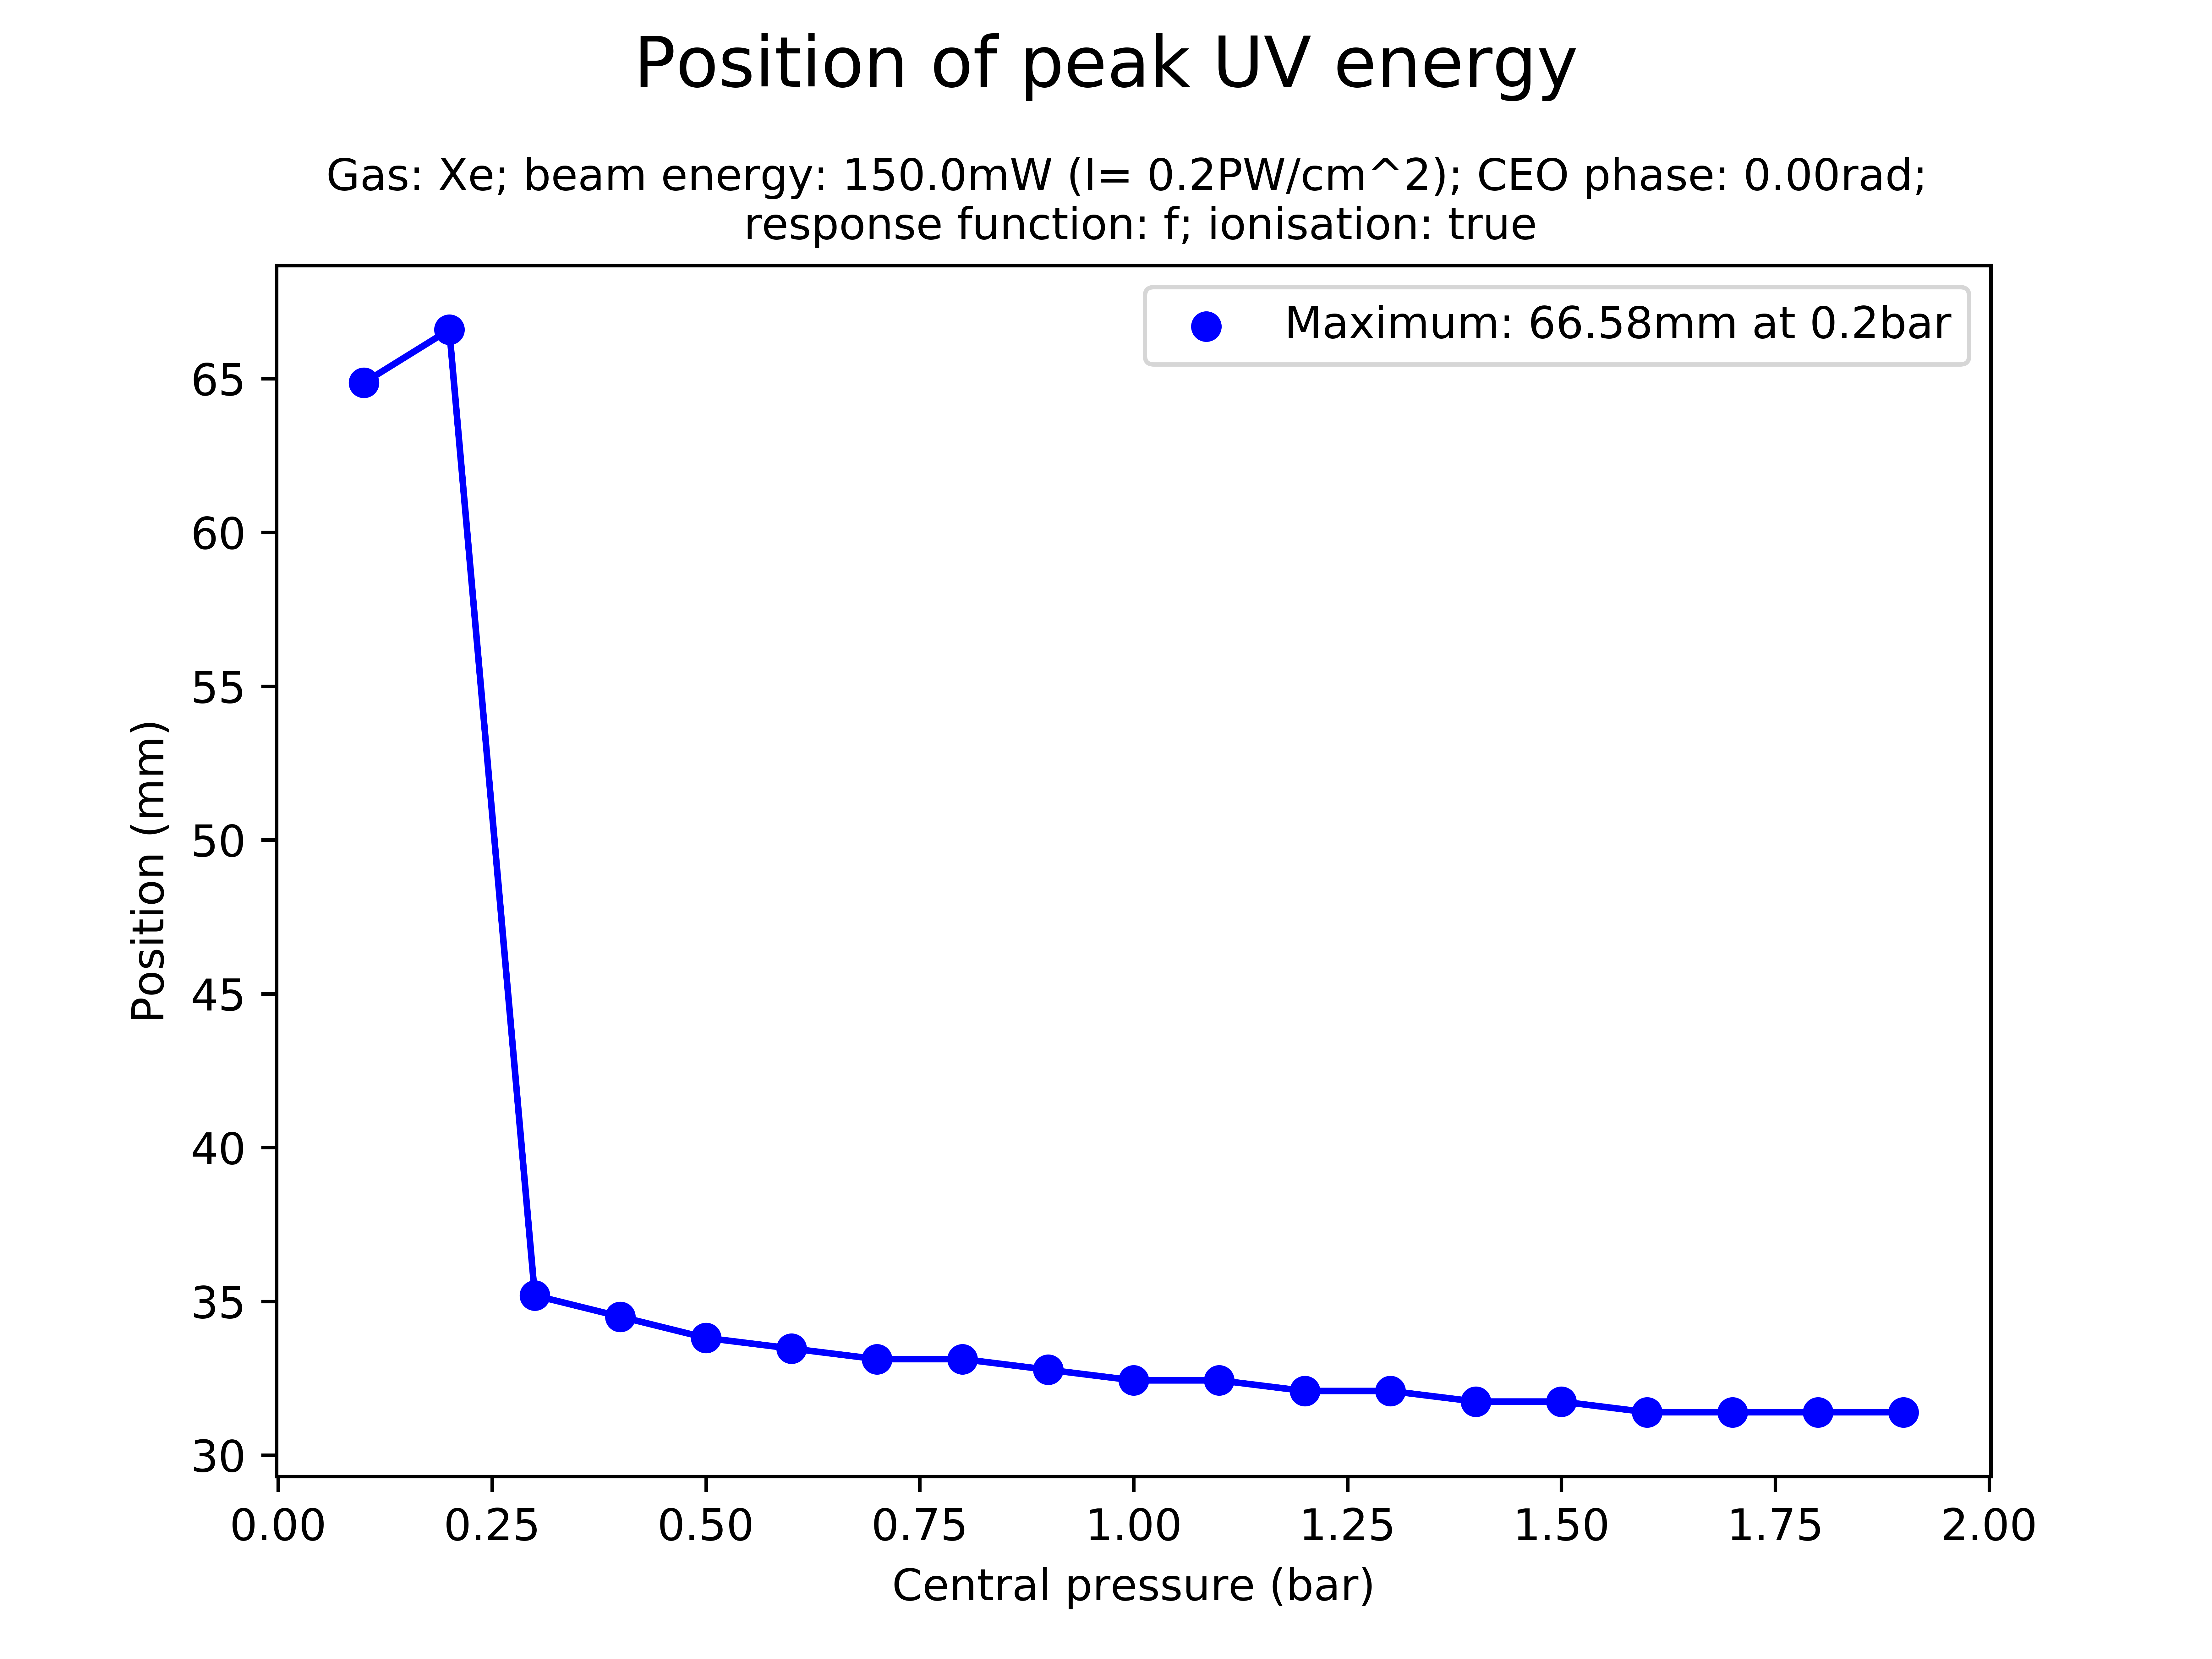 Position of peak UV energy
Gas: Xe; beam energy: 150.0mW (I= 0.2PW/cm^2); CEO phase: 0.00rad;
response function: f; ionisation: true
Maximum: 66.58mm at 0.2bar
Position (mm)
65
60
55
50
45
40
35
30
0.00 0.25 0.50 0.75 1.00 1.25 1.50 1.75 2.00
Central pressure (bar)